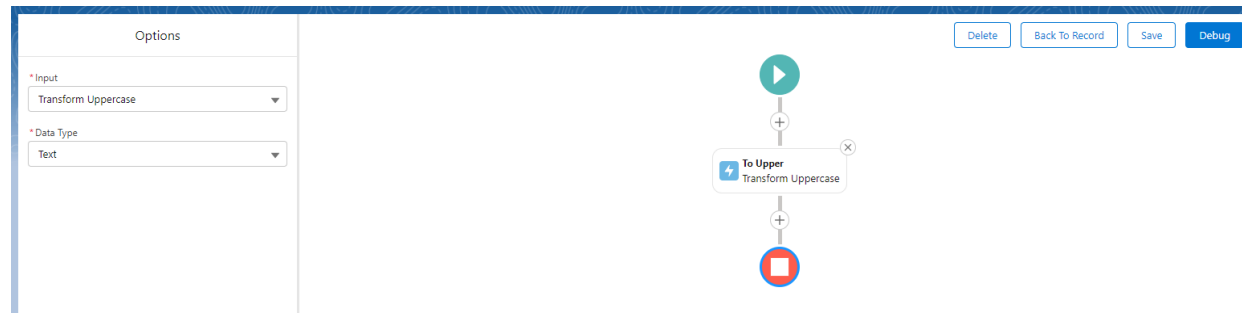 Options
Delete
Back To Record
Save
Debug
*Input
Transform Uppercase
*Data Type
Text
To Upper
Transform Uppercase